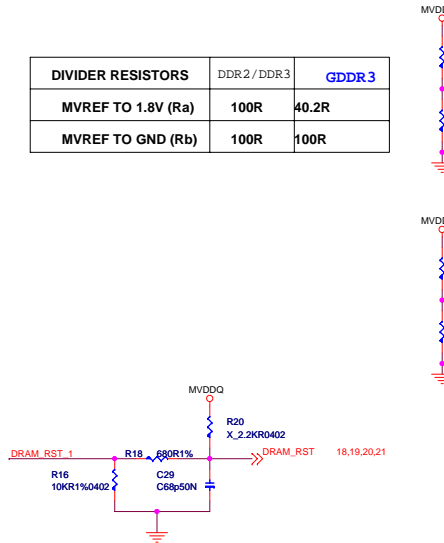 MVDD
DIVIDER RESISTORS DDR2/DDR3 GDDR3
MVREF TO 1.8V (Ra) 100R 40.2R
MVREF TO GND (Rb) 100R 100R
MVDD
MVDDQ
R20
X_2.2KR0402
DRAM_RST_1 R18 680R1% DRAM_RST 18,19,20,21
R16 C29
10KR1%0402 C68p50N